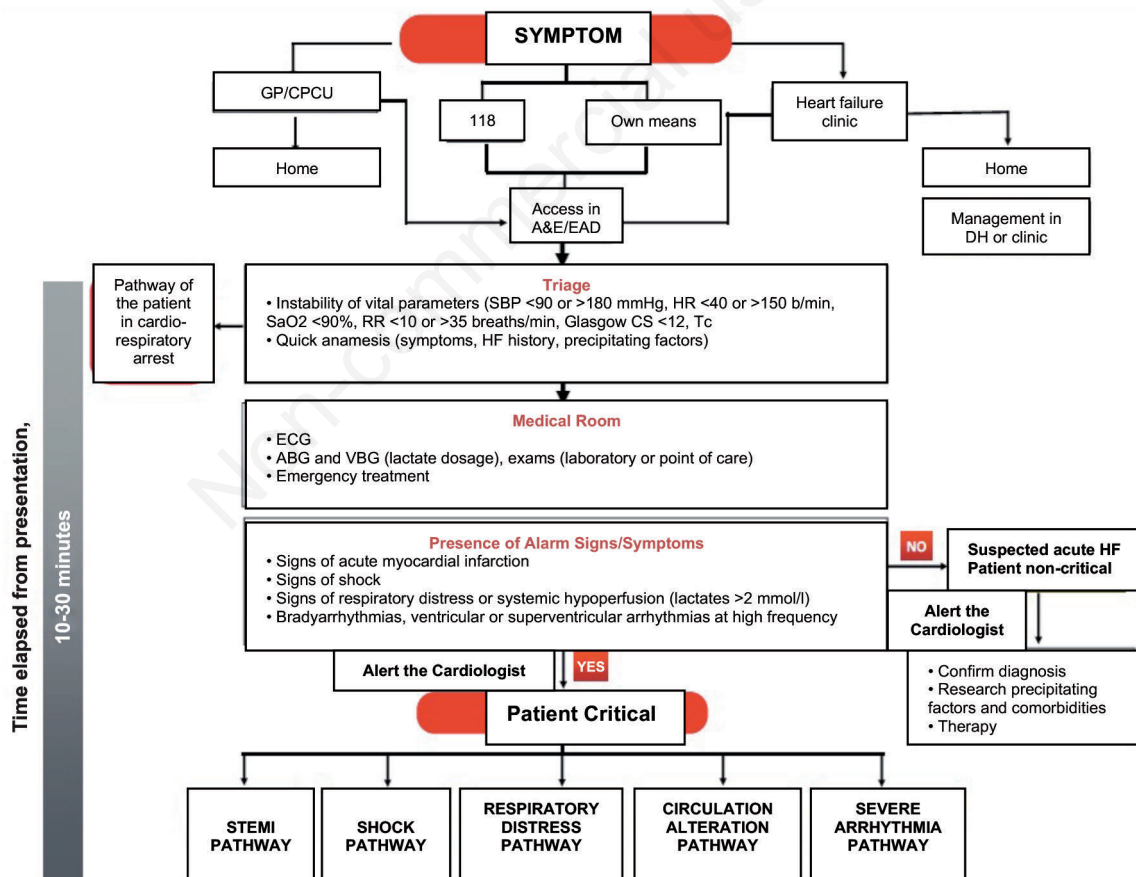 SYMPTOM
GP/CPCU
118
Own means
Heart failure
clinic
Home
Home
Access in
A&E/EAD
Management in
DH or clinic
Pathway of
the patient
in cardio-
respiratory
arrest
Triage
• Instability of vital parameters (SBP <90 or >180 mmHg, HR <40 or >150 b/min,
SaO2 <90%, RR <10 or >35 breaths/min, Glasgow CS <12, Tc
• Quick anamesis (symptoms, HF history, precipitating factors)
Medical Room
• ECG
• ABG and VBG (lactate dosage), exams (laboratory or point of care)
• Emergency treatment
Presence of Alarm Signs/Symptoms
• Signs of acute myocardial infarction
• Signs of shock
• Signs of respiratory distress or systemic hypoperfusion (lactates >2 mmol/l)
• Bradyarrhythmias, ventricular or superventricular arrhythmias at high frequency
NO
Suspected acute HF
Patient non-critical
Alert the
Cardiologist
• Confirm diagnosis
• Research precipitating
factors and comorbidities
• Therapy
Alert the Cardiologist
YES
Patient Critical
STEMI
PATHWAY
SHOCK
PATHWAY
RESPIRATORY
DISTRESS
PATHWAY
CIRCULATION
ALTERATION
PATHWAY
SEVERE
ARRHYTHMIA
PATHWAY
Time elapsed from presentation,
10-30 minutes
Non-commercial